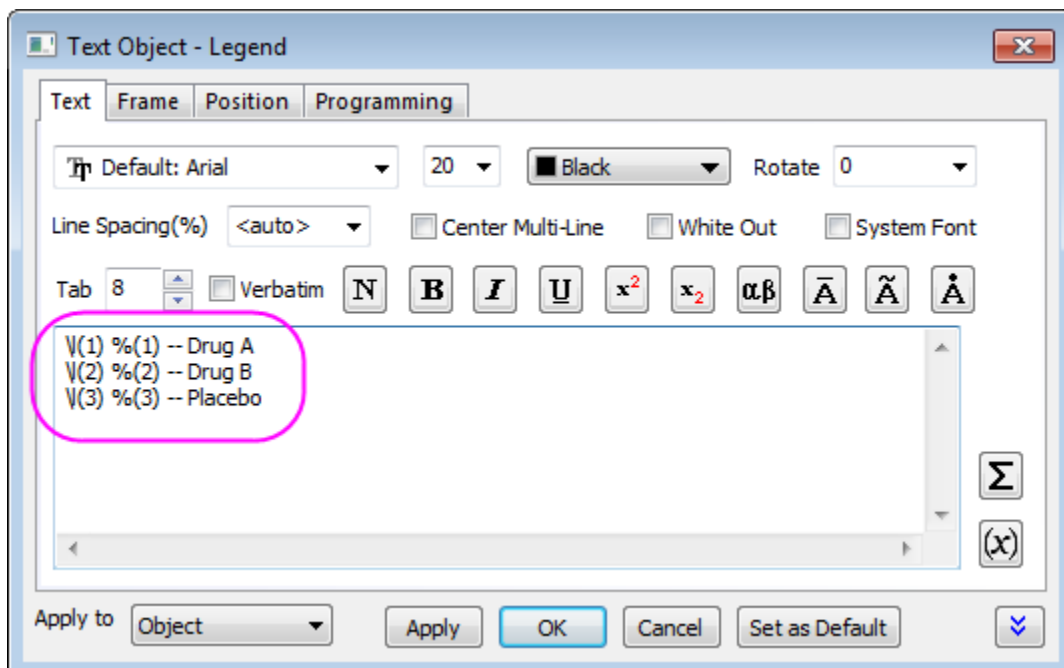 Text Object - Legend
Text Frame Position Programming
Default: Arial 20 Black Rotate 0
Line Spacing(%) <auto> Center Multi-Line White Out System Font
Tab 8 Verbatim N B I U x² x₂ αβ Ā Ã Å
\l(1) %(1) -- Drug A
\l(2) %(2) -- Drug B
\l(3) %(3) -- Placebo
Σ
(x)
Apply to Object Apply OK Cancel Set as Default